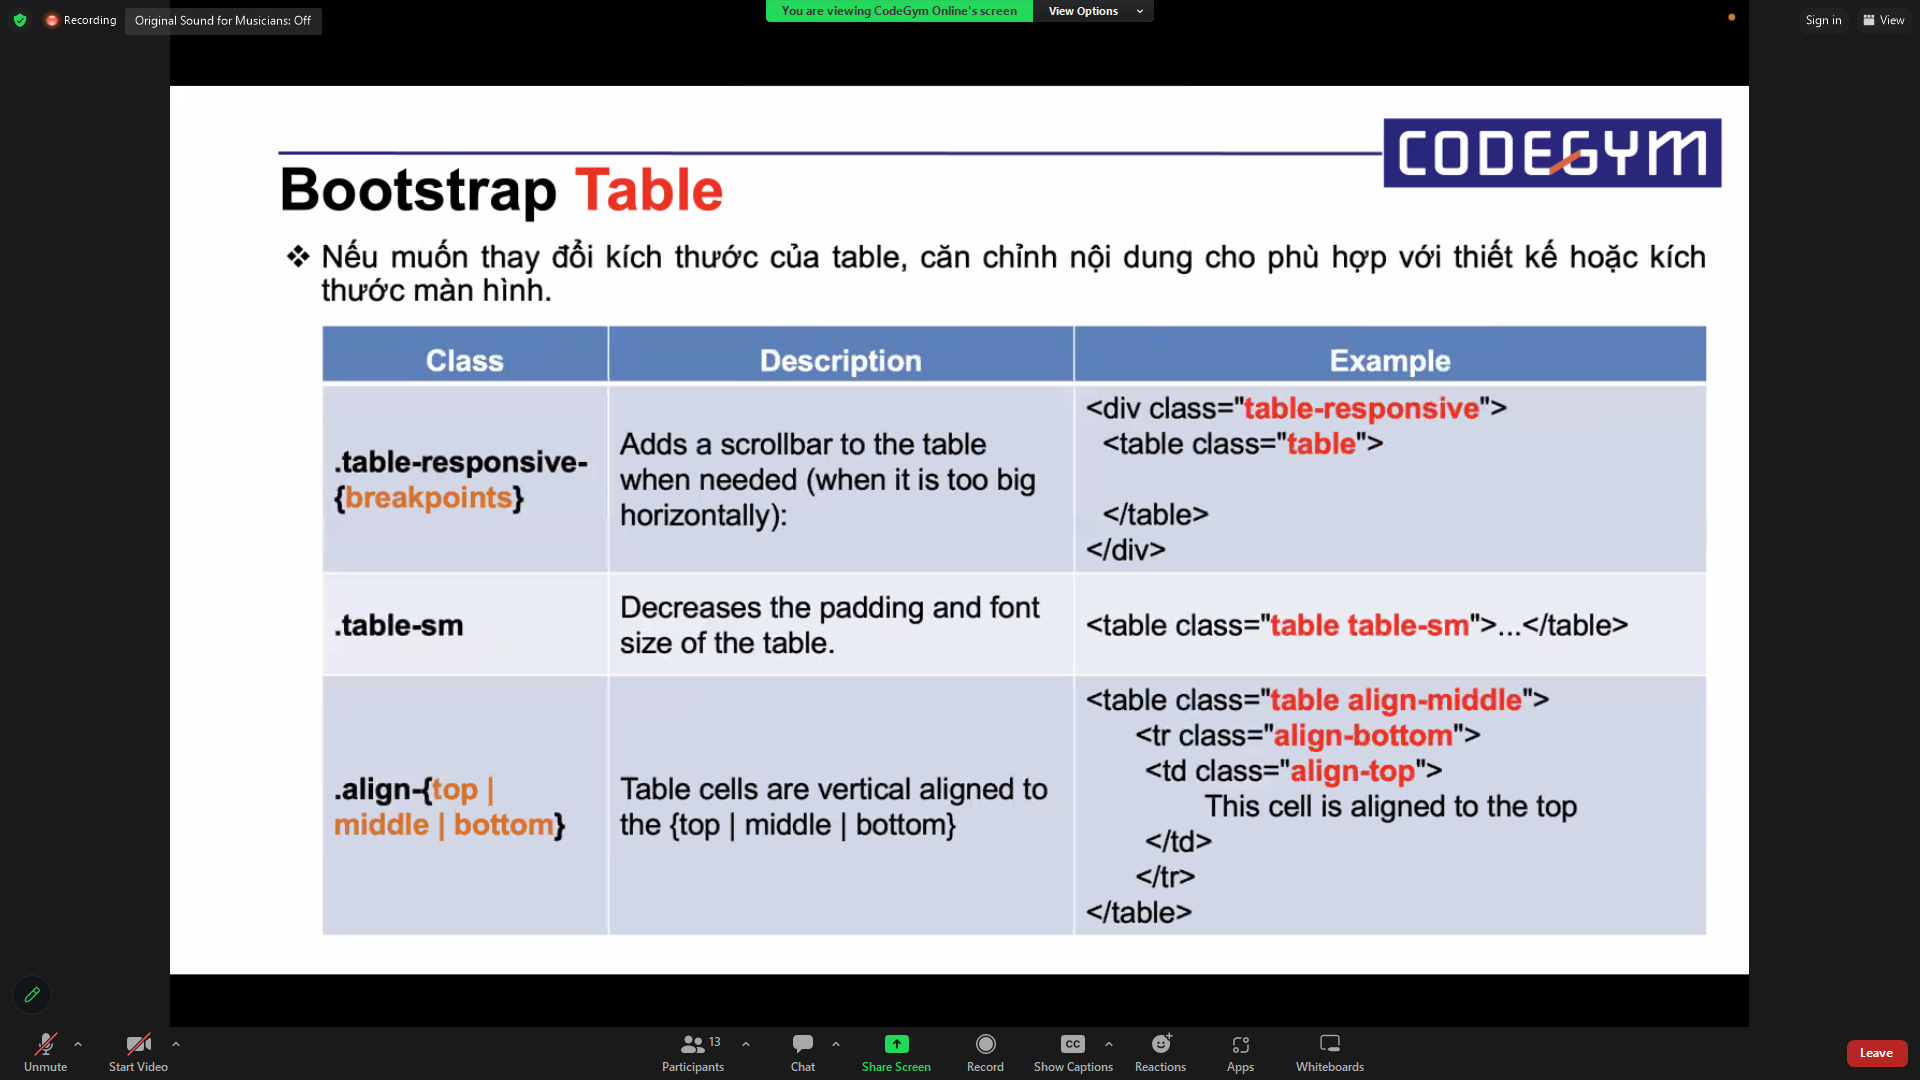 Recording
Original Sound for Musicians: Off
You are viewing CodeGym Online's screen
View Options
Sign in
View
CODEGYM
Bootstrap Table
❖ Nếu muốn thay đổi kích thước của table, căn chỉnh nội dung cho phù hợp với thiết kế hoặc kích
thước màn hình.
Class
Description
Example
.table-responsive-
{breakpoints}
Adds a scrollbar to the table
when needed (when it is too big
horizontally):
<div class="table-responsive">
<table class="table">
</table>
</div>
.table-sm
Decreases the padding and font
size of the table.
<table class="table table-sm">...</table>
.align-{top |
middle | bottom}
Table cells are vertical aligned to
the {top | middle | bottom}
<table class="table align-middle">
<tr class="align-bottom">
<td class="align-top">
This cell is aligned to the top
</td>
</tr>
</table>
Unmute
Start Video
13
Participants
Chat
Share Screen
Record
CC
Show Captions
Reactions
Apps
Whiteboards
Leave